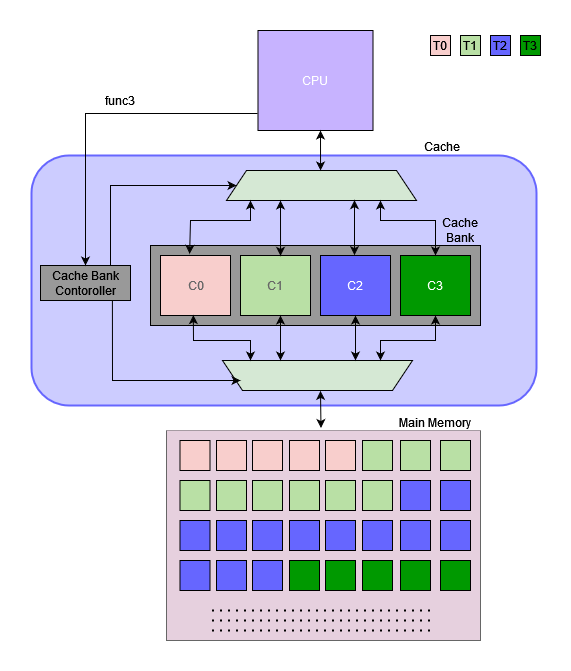 CPU
T0 T1 T2 T3
func3
Cache
Cache
Bank
Cache Bank
Contoroller
C0 C1 C2 C3
Main Memory